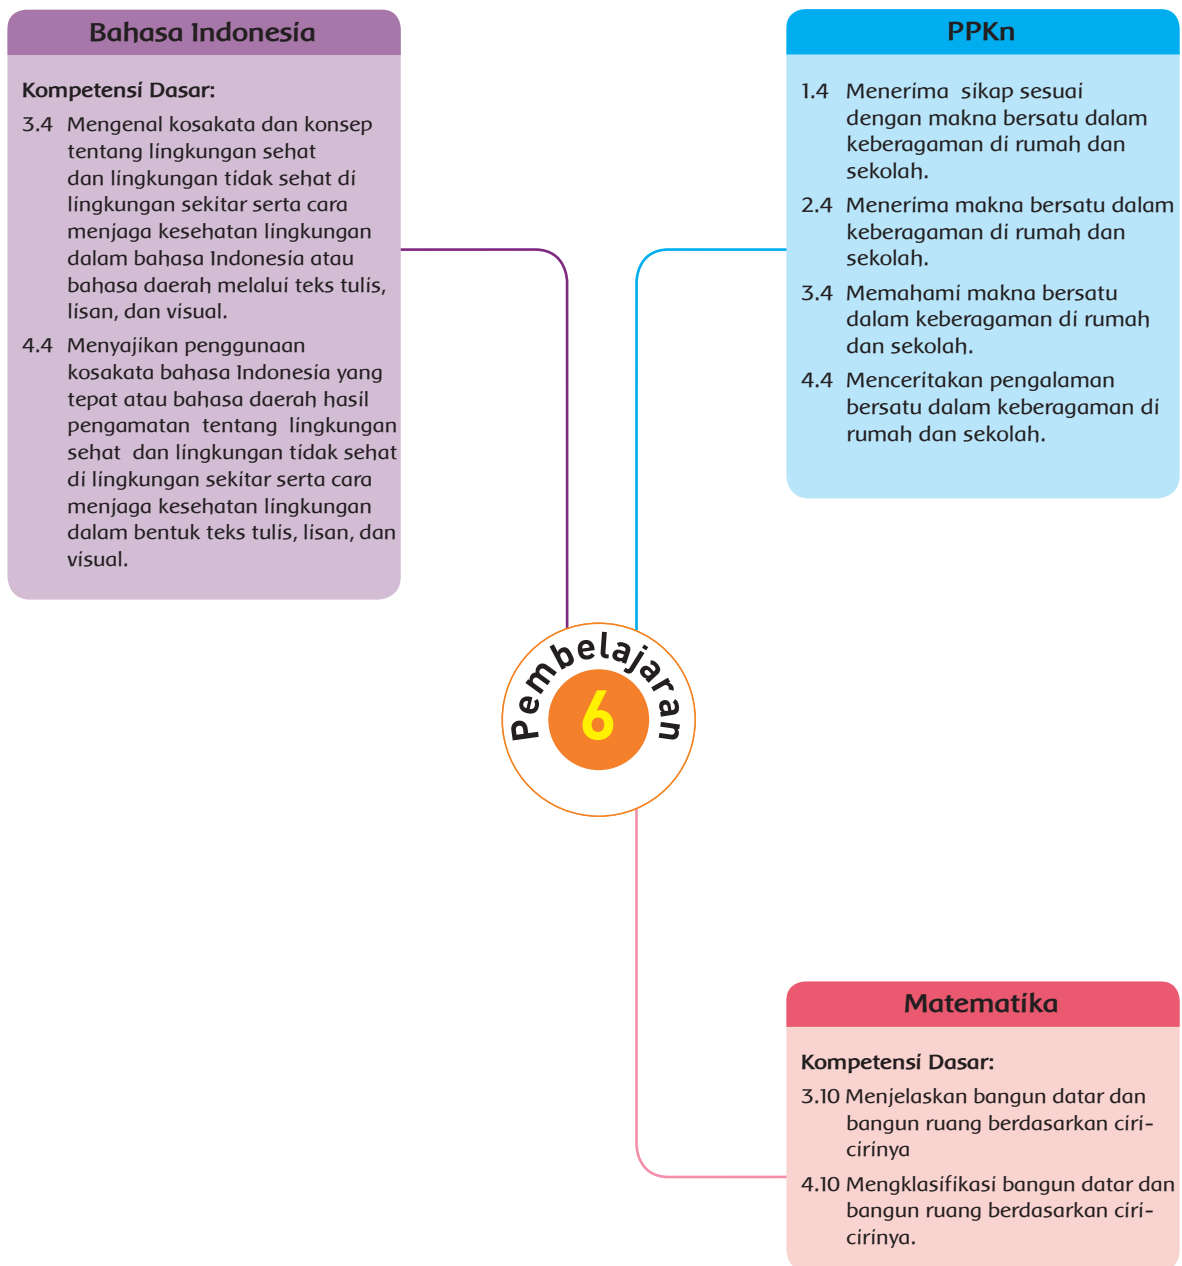 Bahasa Indonesia
Kompetensi Dasar:
3.4 Mengenal kosakata dan konsep
tentang lingkungan sehat
dan lingkungan tidak sehat di
lingkungan sekitar serta cara
menjaga kesehatan lingkungan
dalam bahasa Indonesia atau
bahasa daerah melalui teks tulis,
lisan, dan visual.
4.4 Menyajikan penggunaan
kosakata bahasa Indonesia yang
tepat atau bahasa daerah hasil
pengamatan tentang lingkungan
sehat dan lingkungan tidak sehat
di lingkungan sekitar serta cara
menjaga kesehatan lingkungan
dalam bentuk teks tulis, lisan, dan
visual.
PPKn
1.4 Menerima sikap sesuai
dengan makna bersatu dalam
keberagaman di rumah dan
sekolah.
2.4 Menerima makna bersatu dalam
keberagaman di rumah dan
sekolah.
3.4 Memahami makna bersatu
dalam keberagaman di rumah
dan sekolah.
4.4 Menceritakan pengalaman
bersatu dalam keberagaman di
rumah dan sekolah.
Pembelajaran
6
Matematika
Kompetensi Dasar:
3.10 Menjelaskan bangun datar dan
bangun ruang berdasarkan ciri-
cirinya
4.10 Mengklasifikasi bangun datar dan
bangun ruang berdasarkan ciri-
cirinya.